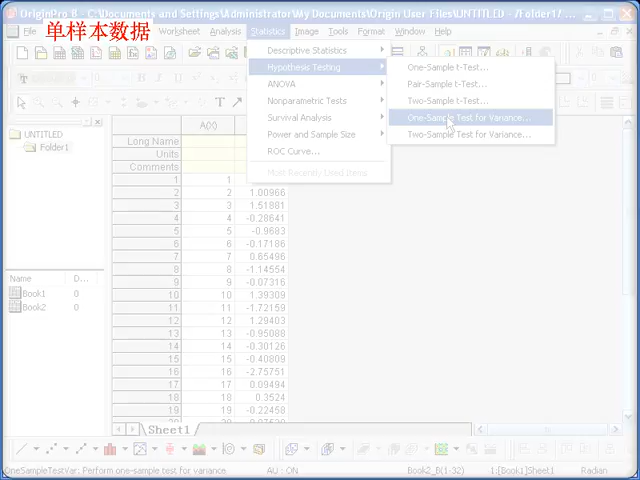 OriginPro 8 - C:\Documents and Settings\Administrator\My Documents\Origin User Files\UNTITLED - /Folder1/ ...
单样本数据
File Worksheet Analysis Statistics Image Tools Format Window Help
Descriptive Statistics
Hypothesis Testing
ANOVA
Nonparametric Tests
Survival Analysis
Power and Sample Size
ROC Curve...
Most Recently Used Items
One-Sample t-Test...
Pair-Sample t-Test...
Two-Sample t-Test...
One-Sample Test for Variance...
Two-Sample Test for Variance...
UNTITLED
Folder1
Name D...
Book1 0
Book2 0
A(X)
Long Name
Units
Comments
1 1
2 2 1.00966
3 3 1.51881
4 4 -0.28641
5 5 -0.9683
6 6 -0.17186
7 7 0.65496
8 8 -1.14554
9 9 -0.07316
10 10 1.39309
11 11 -1.72159
12 12 1.29403
13 13 -0.95088
14 14 -0.30126
15 15 -0.40809
16 16 -2.75751
17 17 0.09494
18 18 0.3524
19 19 -0.22458
Sheet1
OneSampleTestVar: Perform one-sample test for variance AU : ON Book2_B(1-32) 1:[Book1]Sheet1 Radian